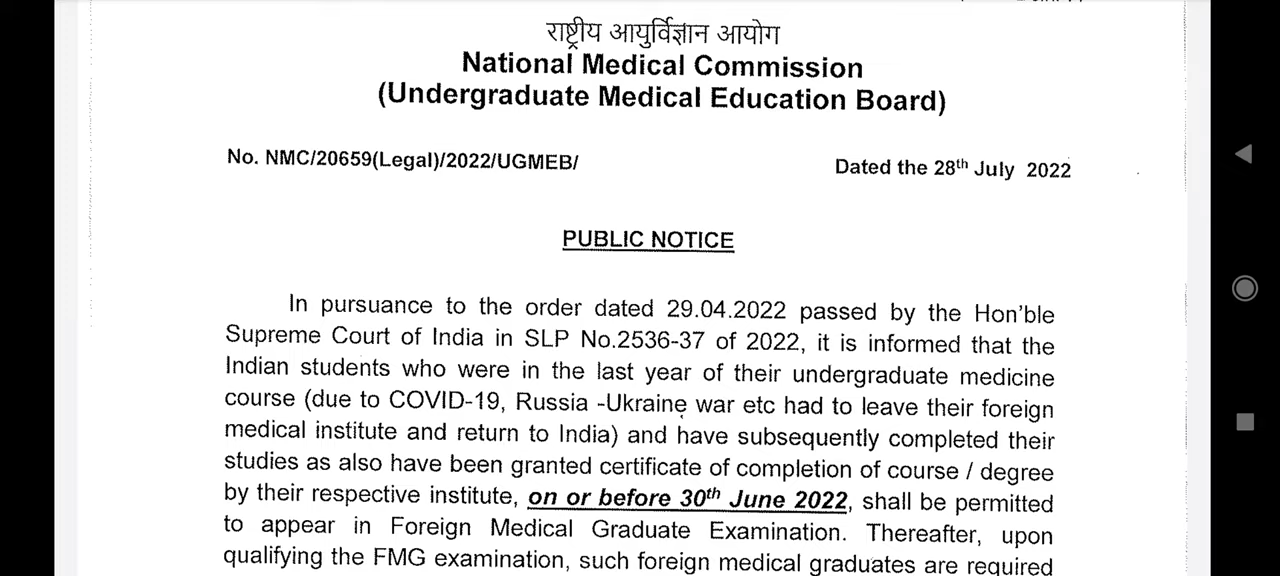 राष्ट्रीय आयुर्विज्ञान आयोग
National Medical Commission
(Undergraduate Medical Education Board)
No. NMC/20659(Legal)/2022/UGMEB/
Dated the 28th July 2022
PUBLIC NOTICE
In pursuance to the order dated 29.04.2022 passed by the Hon'ble
Supreme Court of India in SLP No.2536-37 of 2022, it is informed that the
Indian students who were in the last year of their undergraduate medicine
course (due to COVID-19, Russia -Ukraine war etc had to leave their foreign
medical institute and return to India) and have subsequently completed their
studies as also have been granted certificate of completion of course / degree
by their respective institute, on or before 30th June 2022, shall be permitted
to appear in Foreign Medical Graduate Examination. Thereafter, upon
qualifying the FMG examination, such foreign medical graduates are required